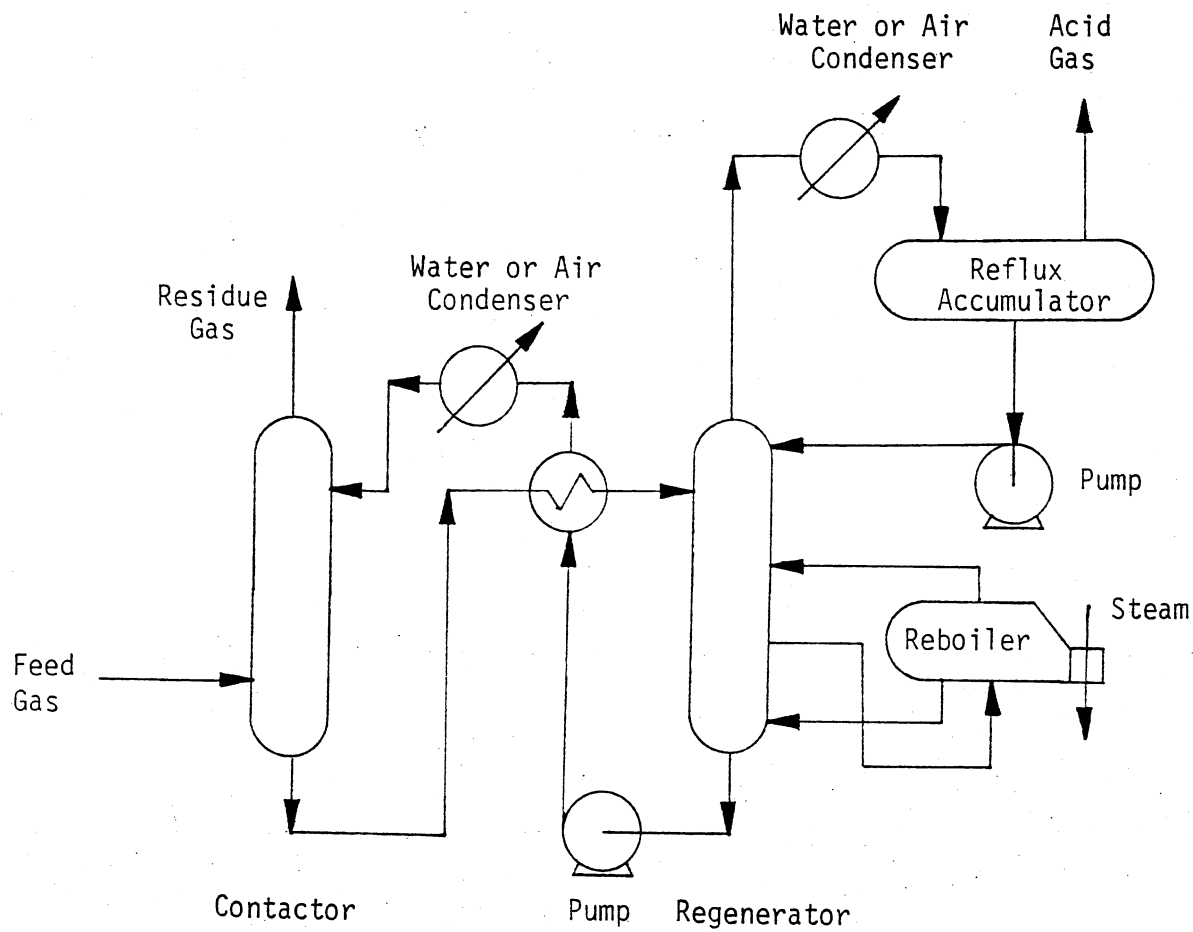 Water or Air
Condenser
Acid
Gas
Water or Air
Condenser
Residue
Gas
Reflux
Accumulator
Pump
Steam
Reboiler
Feed
Gas
Contactor
Pump
Regenerator